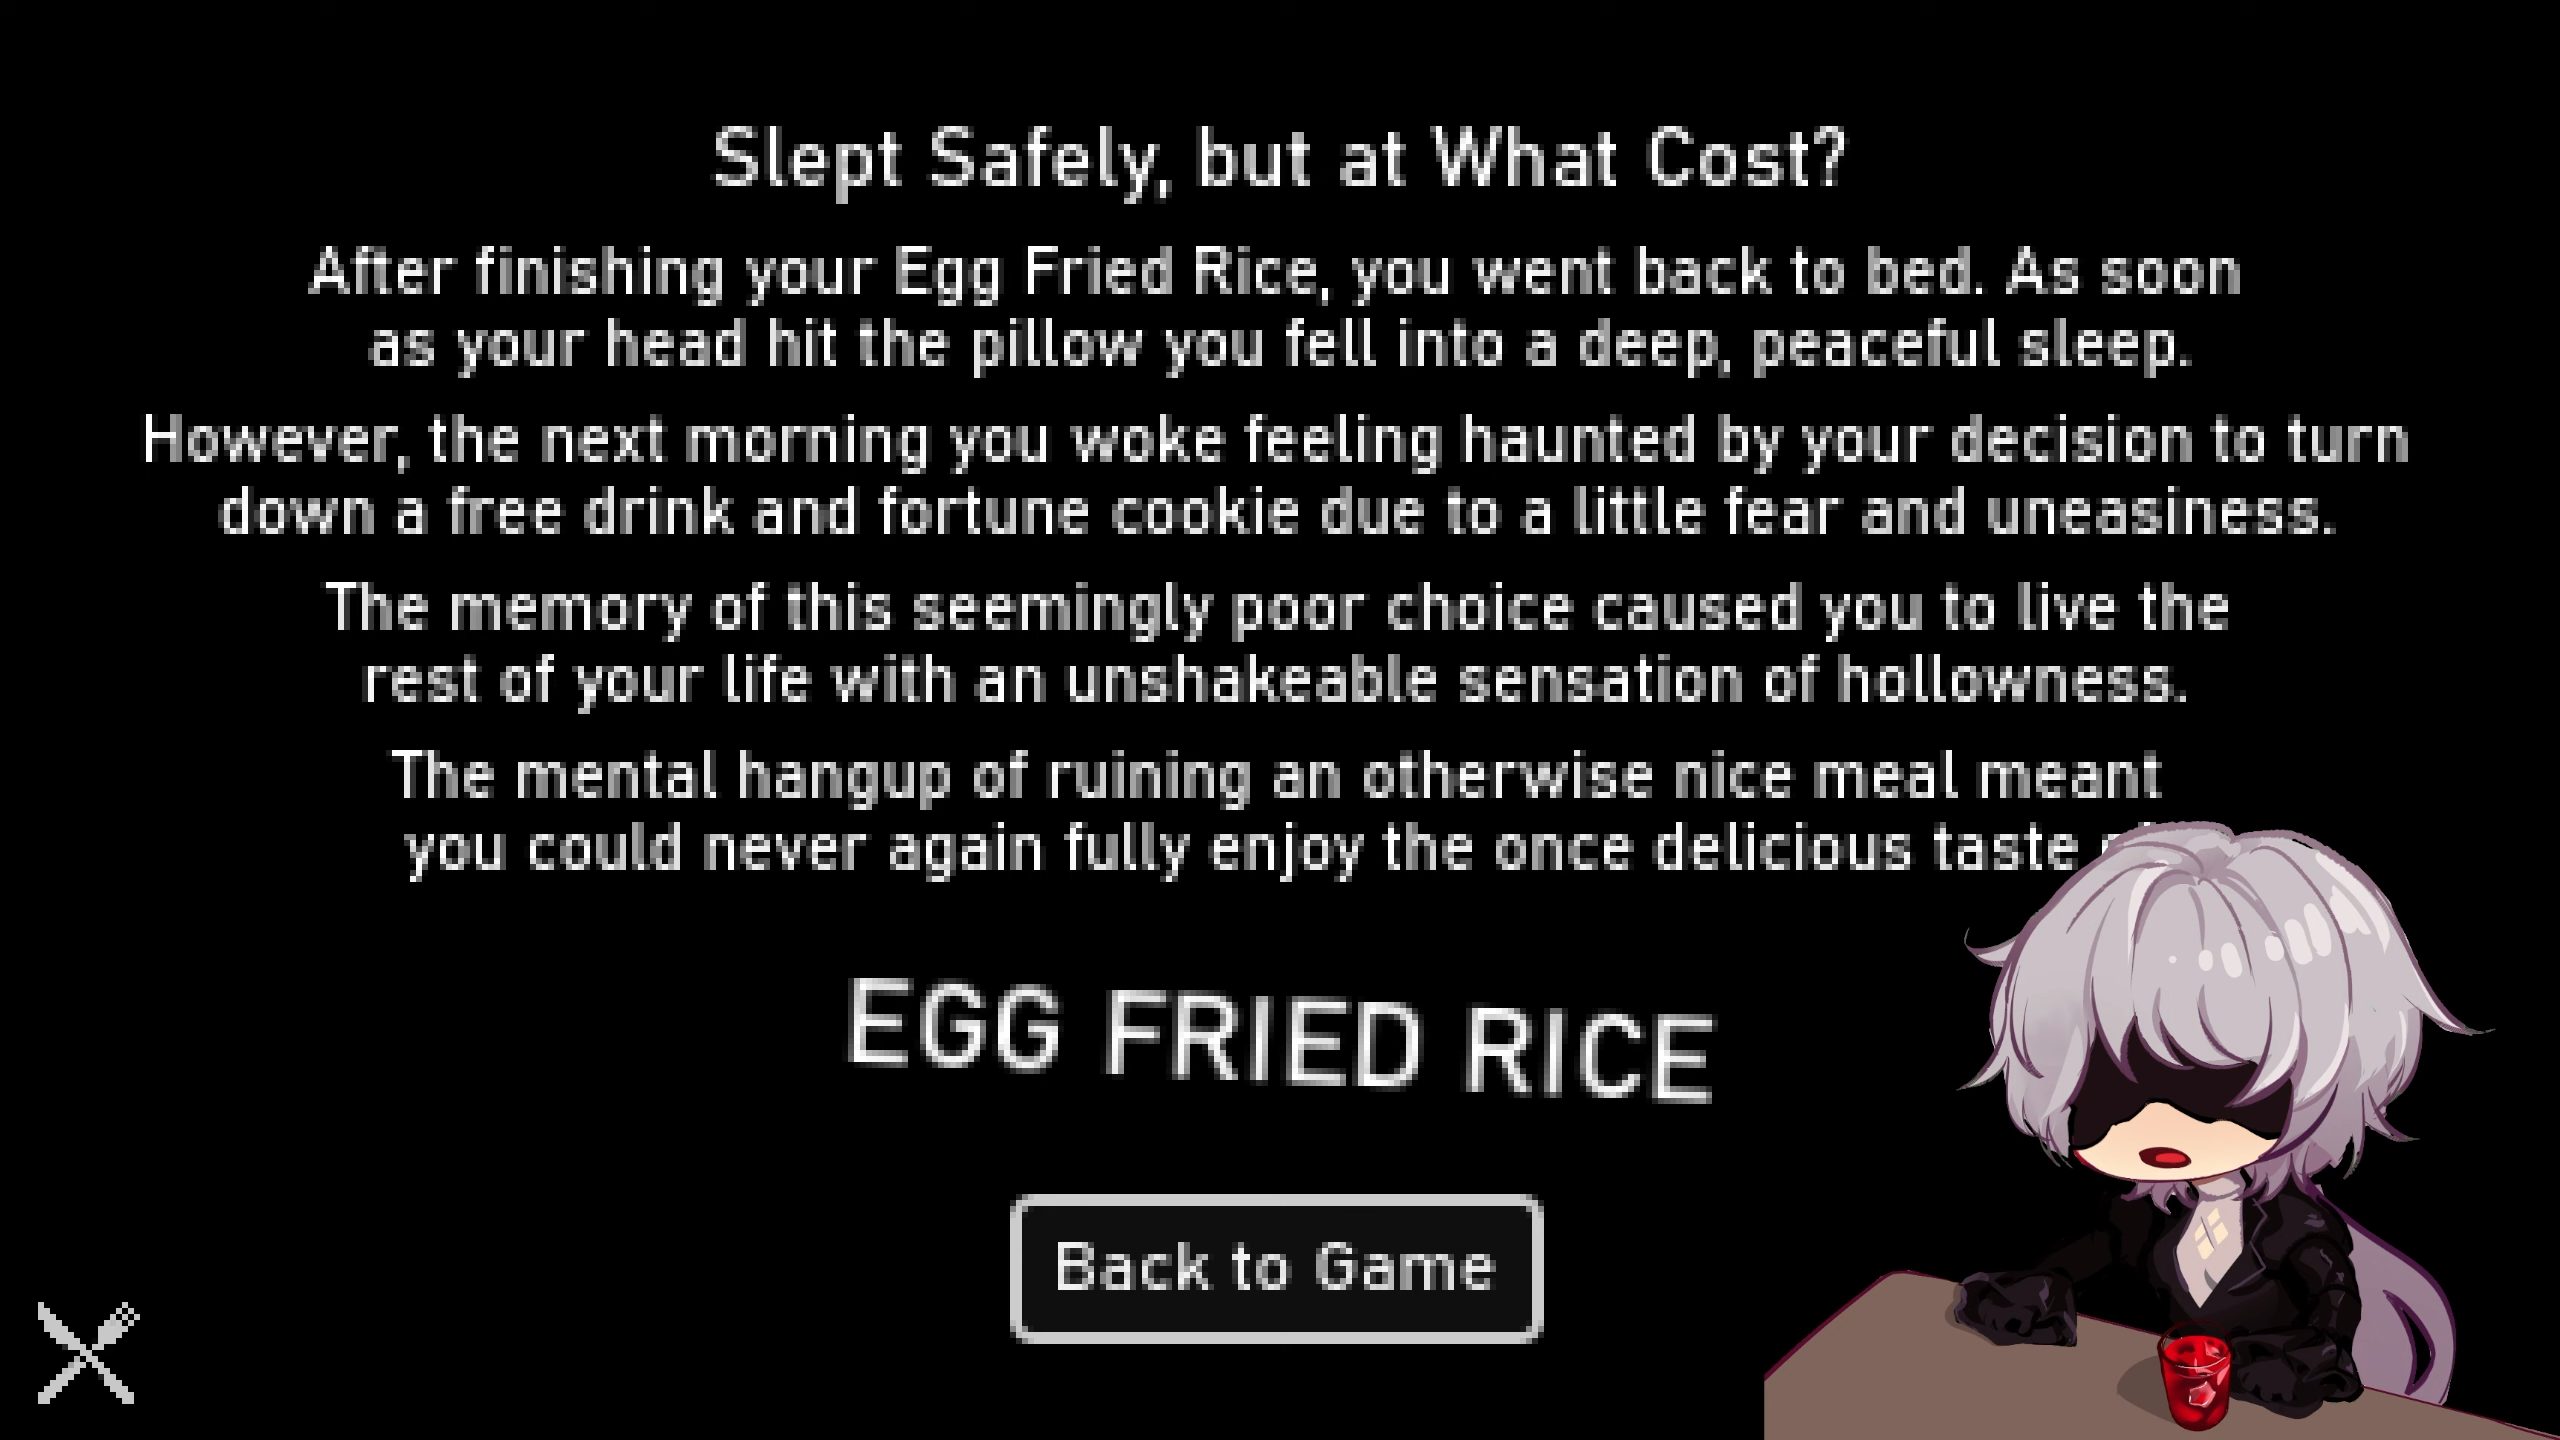 Slept Safely, but at What Cost?
After finishing your Egg Fried Rice, you went back to bed. As soon
as your head hit the pillow you fell into a deep, peaceful sleep.
However, the next morning you woke feeling haunted by your decision to turn
down a free drink and fortune cookie due to a little fear and uneasiness.
The memory of this seemingly poor choice caused you to live the
rest of your life with an unshakeable sensation of hollowness.
The mental hangup of ruining an otherwise nice meal meant
you could never again fully enjoy the once delicious taste
EGG FRIED RICE
Back to Game